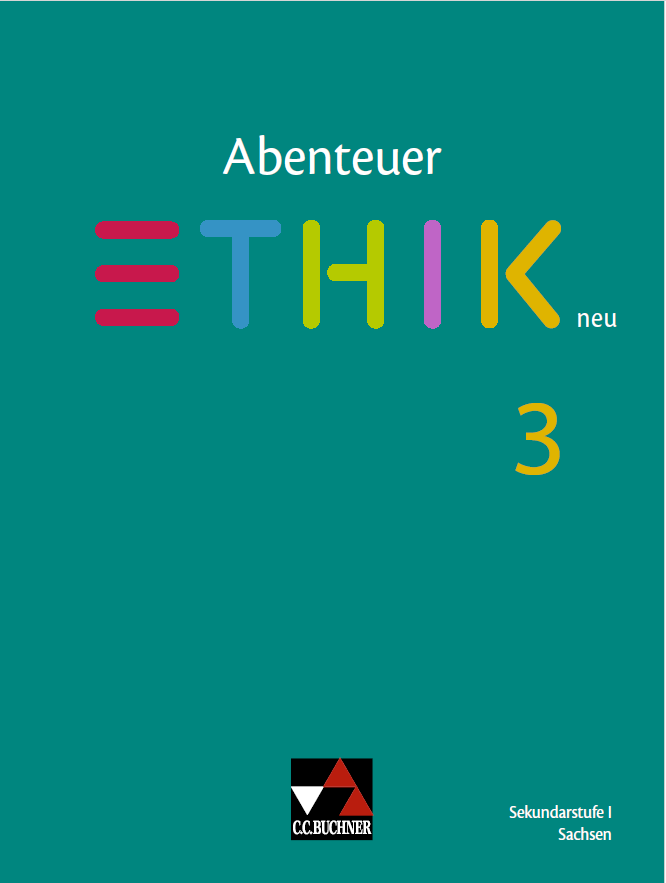 Abenteuer
ETHIK neu
3
C.C.BUCHNER
Sekundarstufe I
Sachsen